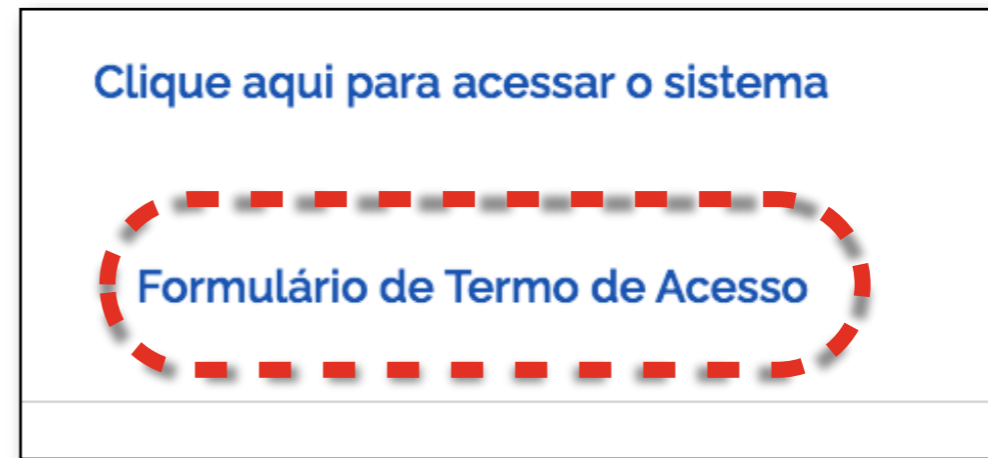 Clique aqui para acessar o sistema
Formulário de Termo de Acesso